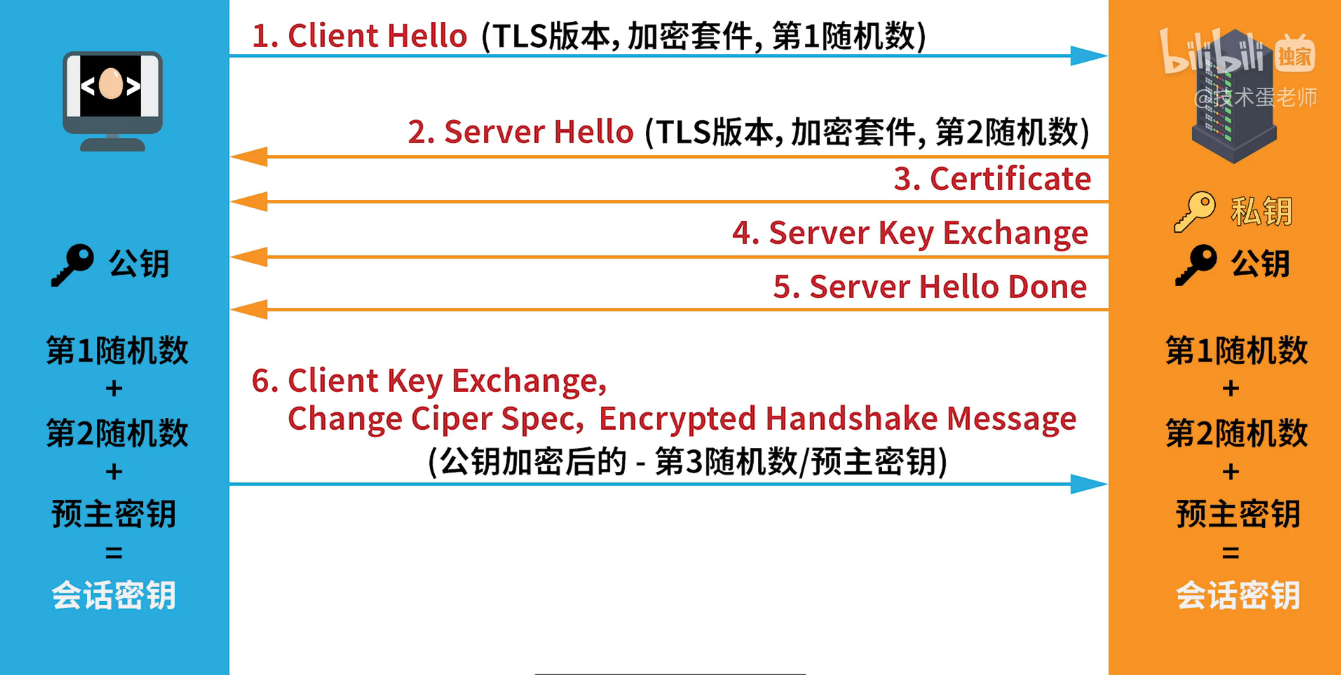 1. Client Hello (TLS版本, 加密套件, 第1随机数)
bilibili 独家
@技术蛋老师
2. Server Hello (TLS版本, 加密套件, 第2随机数)
3. Certificate
私钥
4. Server Key Exchange
公钥
公钥
5. Server Hello Done
第1随机数
+
第2随机数
+
预主密钥
=
会话密钥
6. Client Key Exchange,
Change Ciper Spec, Encrypted Handshake Message
(公钥加密后的 - 第3随机数/预主密钥)
第1随机数
+
第2随机数
+
预主密钥
=
会话密钥